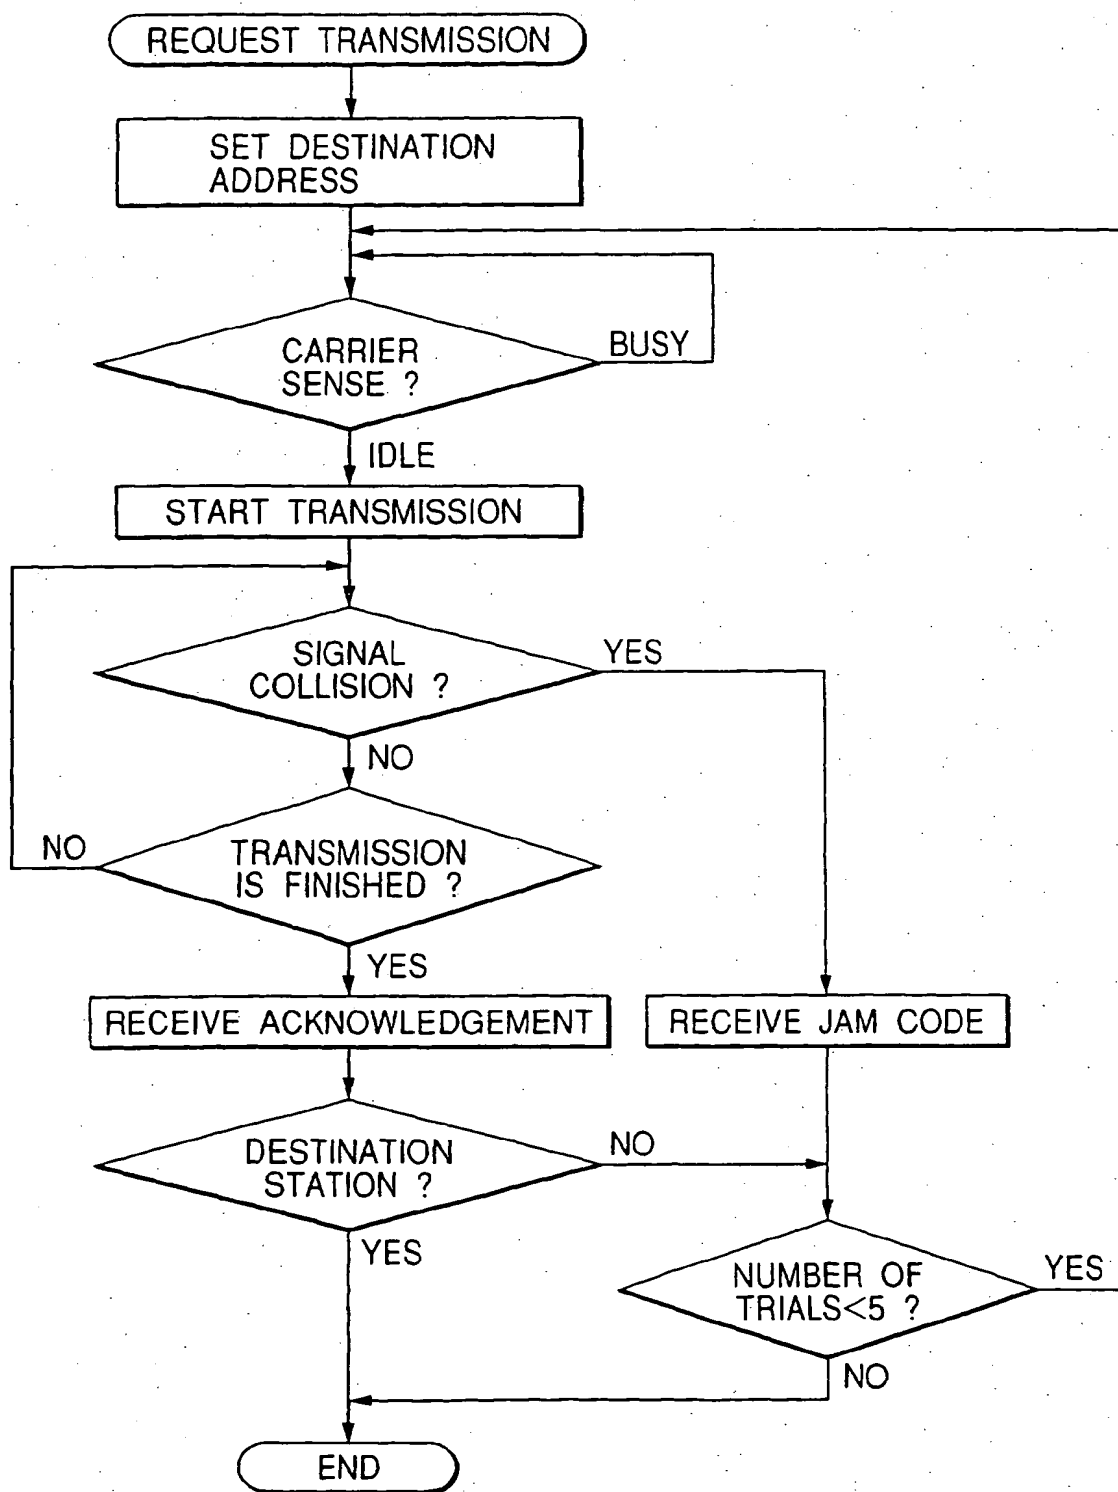 REQUEST TRANSMISSION
SET DESTINATION
ADDRESS
CARRIER
SENSE ?
BUSY
IDLE
START TRANSMISSION
SIGNAL
COLLISION ?
YES
NO
TRANSMISSION
IS FINISHED ?
NO
YES
RECEIVE ACKNOWLEDGEMENT
RECEIVE JAM CODE
DESTINATION
STATION ?
NO
YES
NUMBER OF
TRIALS<5 ?
YES
NO
END